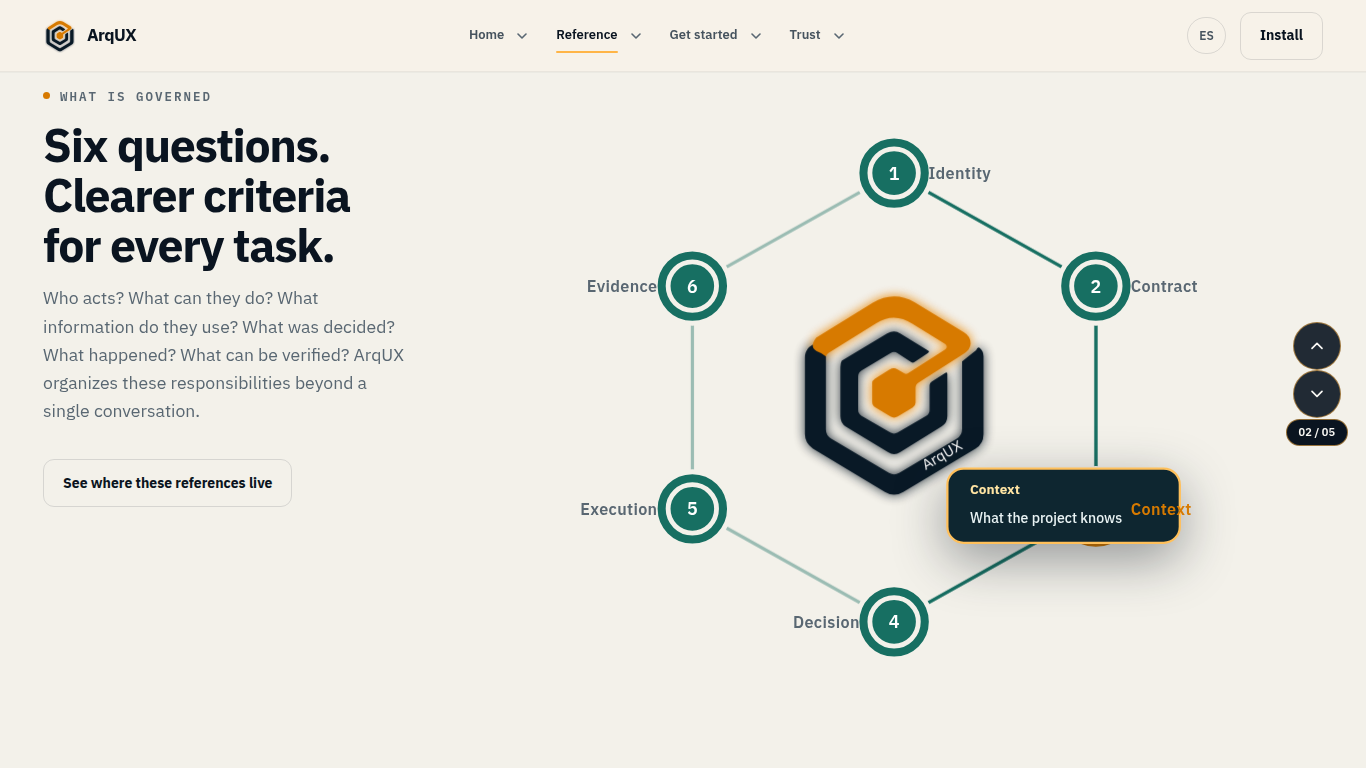 ArqUX
Home
Reference
Get started
Trust
ES
Install
WHAT IS GOVERNED
Six questions.
Clearer criteria
for every task.
Who acts? What can they do? What
information do they use? What was decided?
What happened? What can be verified? ArqUX
organizes these responsibilities beyond a
single conversation.
See where these references live
1
Identity
Evidence
6
2
Contract
ArqUX
Execution
5
Context
What the project knows
Context
Decision
4
02 / 05